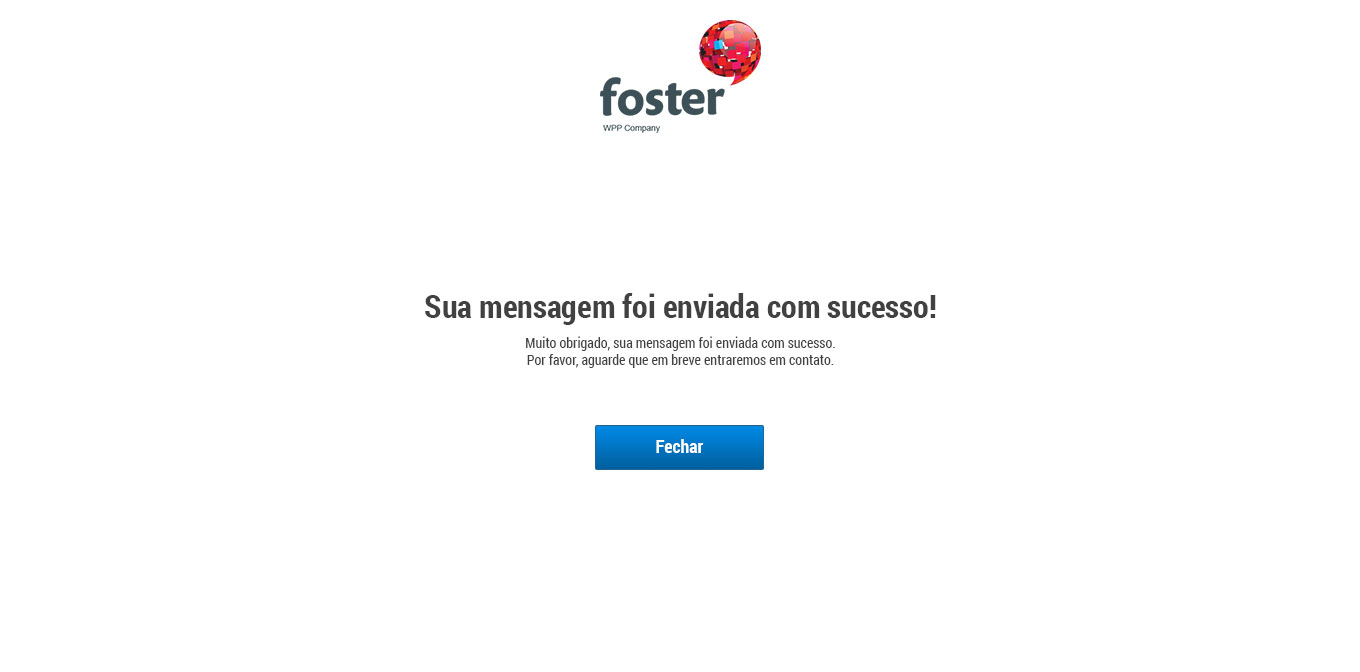 foster
WPP Company
Sua mensagem foi enviada com sucesso!
Muito obrigado, sua mensagem foi enviada com sucesso.
Por favor, aguarde que em breve entraremos em contato.
Fechar